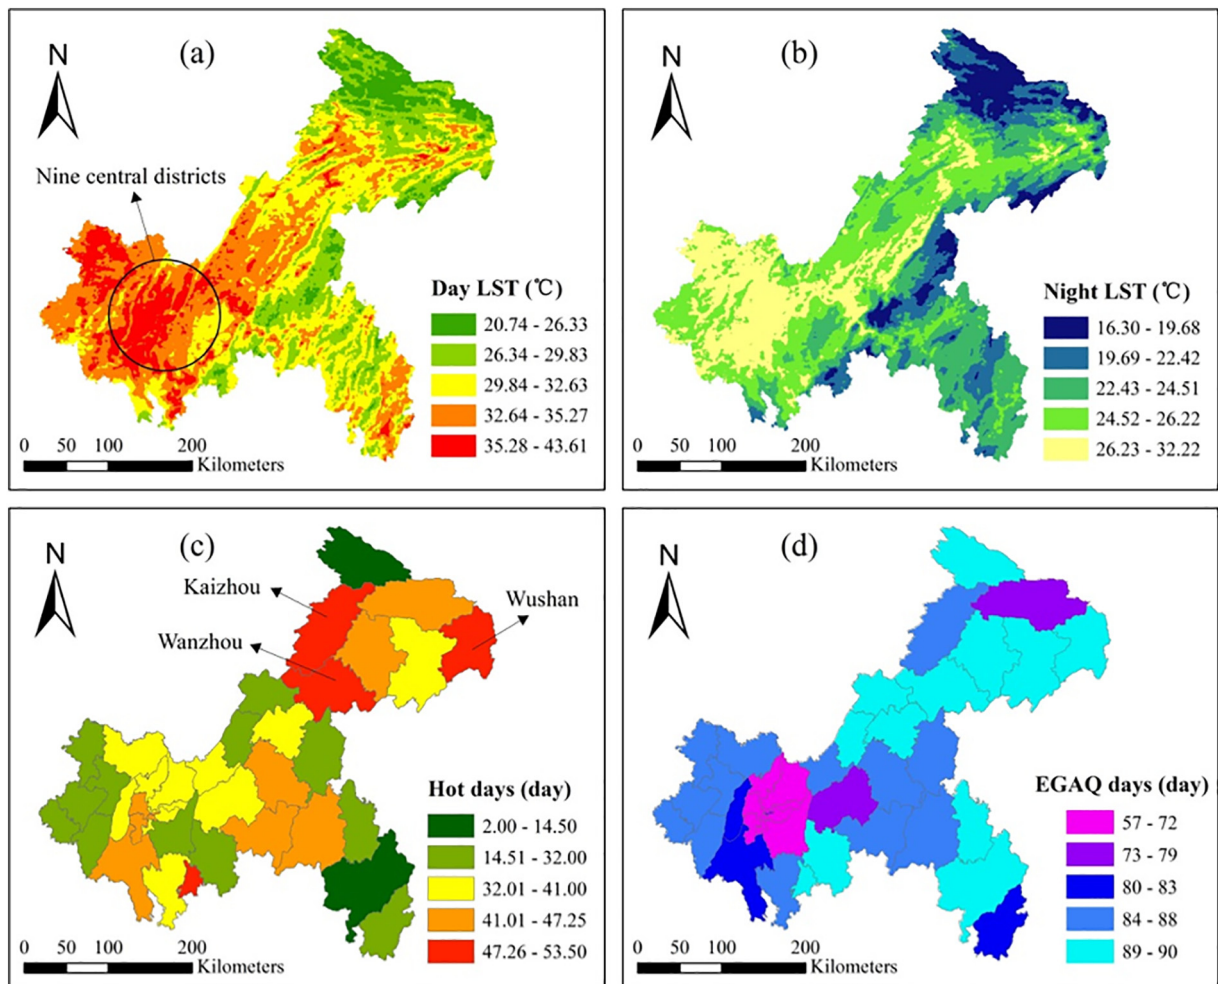 (a)
N
Nine central districts
Day LST (℃)
20.74 - 26.33
26.34 - 29.83
29.84 - 32.63
32.64 - 35.27
35.28 - 43.61
0 50 100 200
Kilometers
(b)
N
Night LST (℃)
16.30 - 19.68
19.69 - 22.42
22.43 - 24.51
24.52 - 26.22
26.23 - 32.22
0 50 100 200
Kilometers
(c)
N
Kaizhou
Wushan
Wanzhou
Hot days (day)
2.00 - 14.50
14.51 - 32.00
32.01 - 41.00
41.01 - 47.25
47.26 - 53.50
0 50 100 200
Kilometers
(d)
N
EGAQ days (day)
57 - 72
73 - 79
80 - 83
84 - 88
89 - 90
0 50 100 200
Kilometers